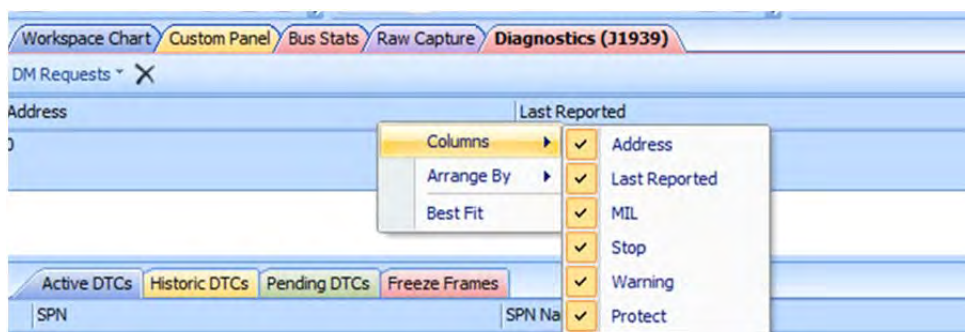 Workspace Chart Custom Panel Bus Stats Raw Capture Diagnostics (J1939)
DM Requests
Address Last Reported
Columns Address
Arrange By Last Reported
Best Fit MIL
Stop
Active DTCs Historic DTCs Pending DTCs Freeze Frames Warning
SPN SPN Na Protect